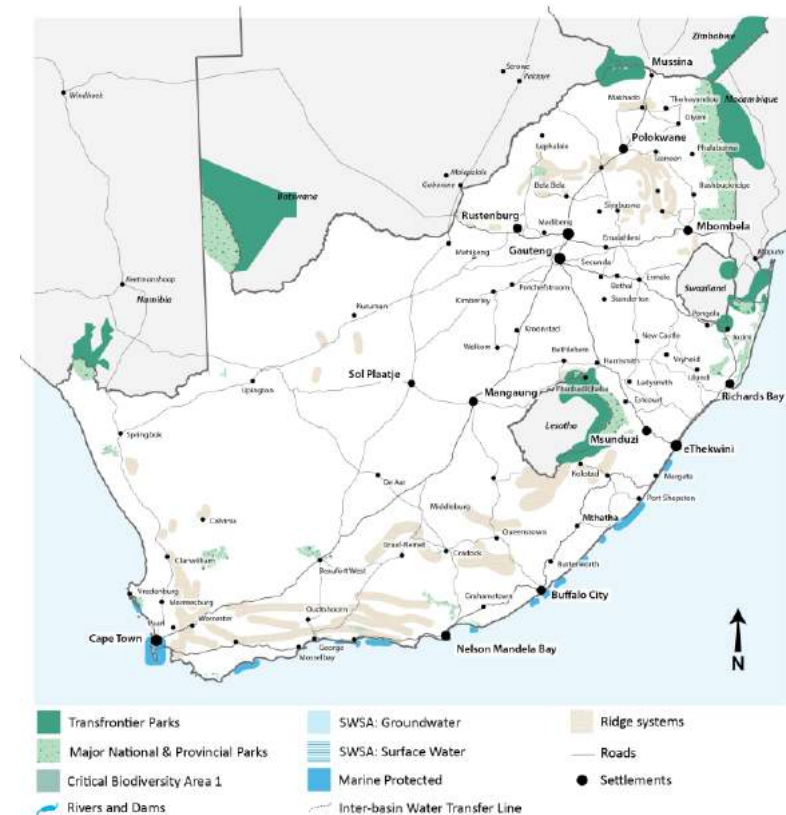 Zimbabwe
Mussina
Serowe
Palapye
Windhoek
Mocambique
Makhado
Thohoyandou
Giyani
Polokwane
Phalaborwa
Lephalale
Tzaneen
Molepolole
Gaborone
Bela Bela
Bushbuckridge
Botswana
Siyabuswa
Rustenburg
Madibeng
Mbombela
Mahikeng
Emalahleni
Gauteng
Maputo
Secunda
Keetmanshoop
Ermelo
Swaziland
Bethal
Potchefstroom
Kimberley
Standerton
Namibia
Kuruman
Pongola
Kroonstad
New Castle
Jozini
Welkom
Bethlehem
Harrismith
Vryheid
Sol Plaatje
Ulundi
Upington
Phuthaditjhaba
Ladysmith
Richards Bay
Mangaung
Estcourt
Lesotho
Msunduzi
Springbok
eThekwini
Kokstad
Margate
De Aar
Port Shepston
Middleburg
Mthatha
Calvinia
Queenstown
Graaf-Reinet
Cradock
Clanwilliam
Beaufort West
Butterworth
Vredenburg
Buffalo City
Grahamstown
Moorreesburg
Oudtshoorn
Paarl
Worcester
Cape Town
George
Nelson Mandela Bay
Mosselbay
N
Transfrontier Parks
SWSA: Groundwater
Ridge systems
Major National & Provincial Parks
SWSA: Surface Water
Roads
Critical Biodiversity Area 1
Marine Protected
Settlements
Rivers and Dams
Inter-basin Water Transfer Line